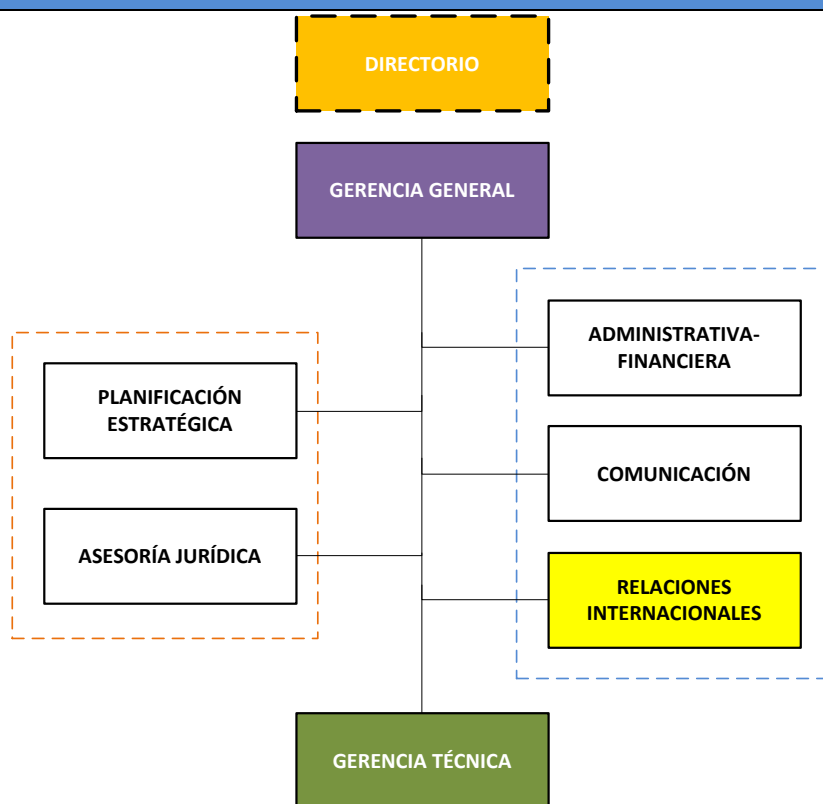 DIRECTORIO
GERENCIA GENERAL
ADMINISTRATIVA-
FINANCIERA
PLANIFICACIÓN
ESTRATÉGICA
COMUNICACIÓN
ASESORÍA JURÍDICA
RELACIONES
INTERNACIONALES
GERENCIA TÉCNICA